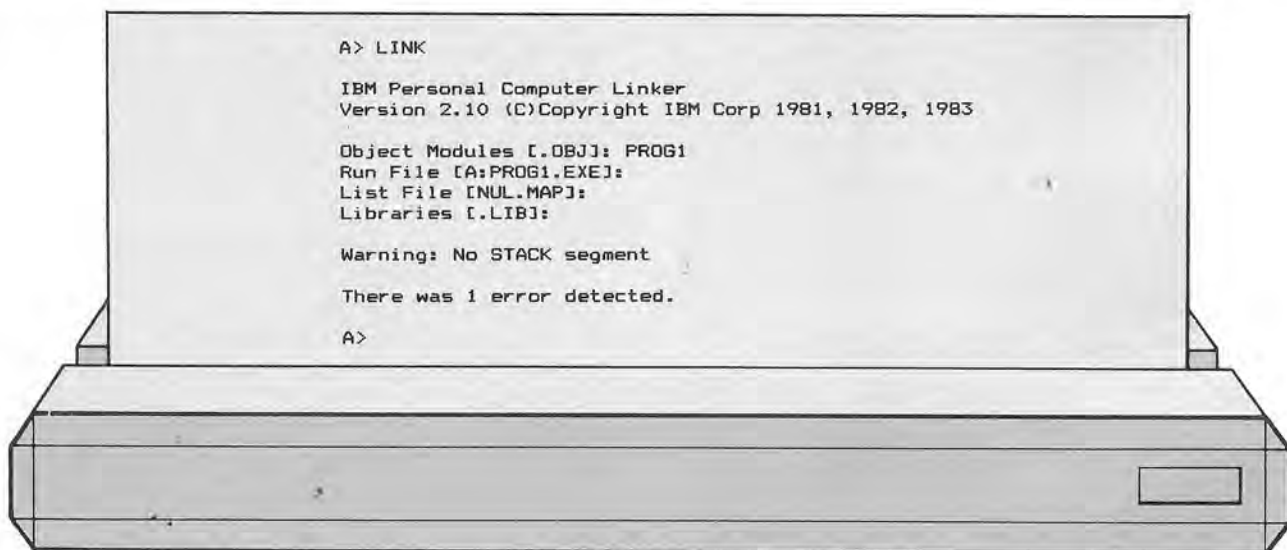 A> LINK
IBM Personal Computer Linker
Version 2.10 (C)Copyright IBM Corp 1981, 1982, 1983
Object Modules [.OBJ]: PROG1
Run File [A:PROG1.EXE]:
List File [NUL.MAP]:
Libraries [.LIB]:
Warning: No STACK segment
There was 1 error detected.
A>